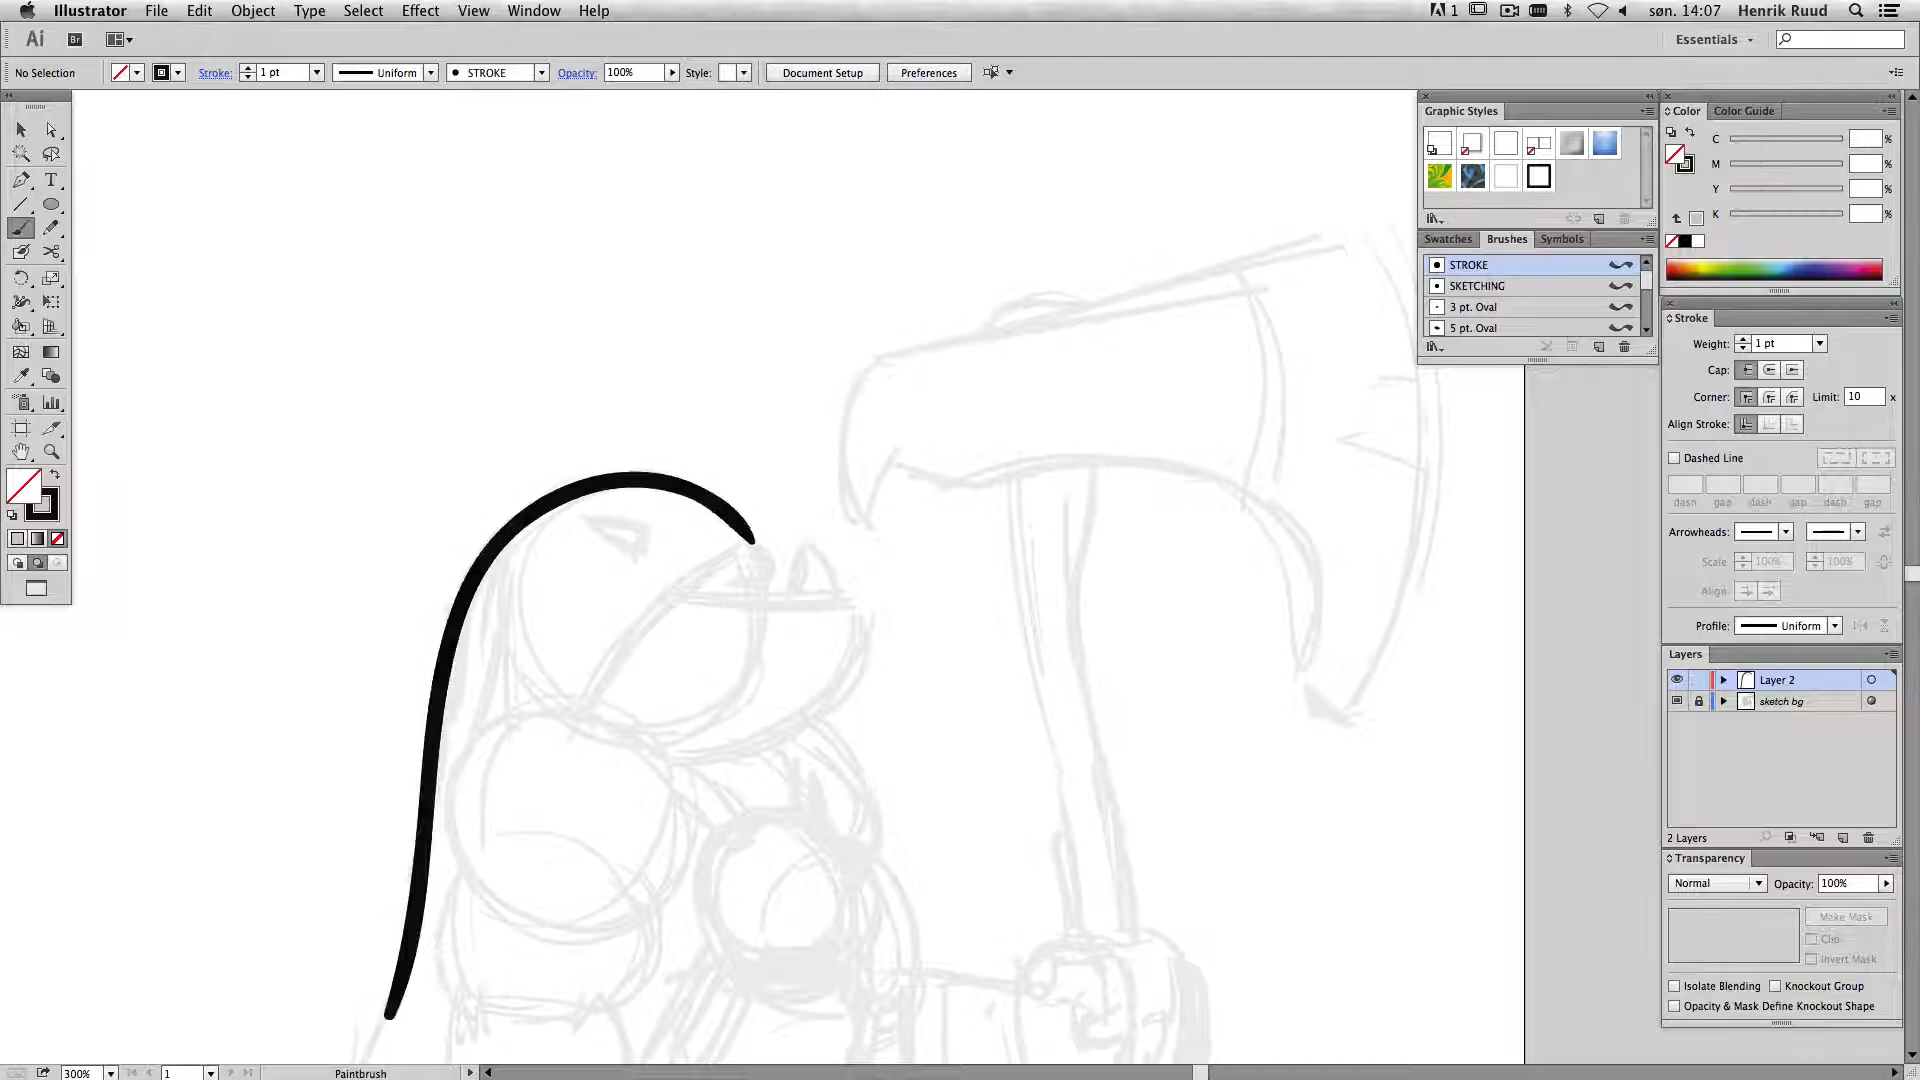 Illustrator File Edit Object Type Select Effect View Window Help 1 søn. 14:07 Henrik Ruud
Ai Br Essentials
No Selection Stroke: 1 pt Uniform STROKE Opacity: 100% Style: Document Setup Preferences
Graphic Styles
Color Color Guide
C %
M %
Y %
K %
Swatches Brushes Symbols
STROKE
SKETCHING
3 pt. Oval
5 pt. Oval
Stroke
Weight: 1 pt
Cap:
Corner: Limit: 10 x
Align Stroke:
Dashed Line
dash gap dash gap dash gap
Arrowheads:
Scale 100% 100%
Align:
Profile: Uniform
Layers
Layer 2
sketch bg
2 Layers
Transparency
Normal Opacity: 100%
Make Mask
Clip
Invert Mask
Isolate Blending Knockout Group
Opacity & Mask Define Knockout Shape
300% 1 Paintbrush